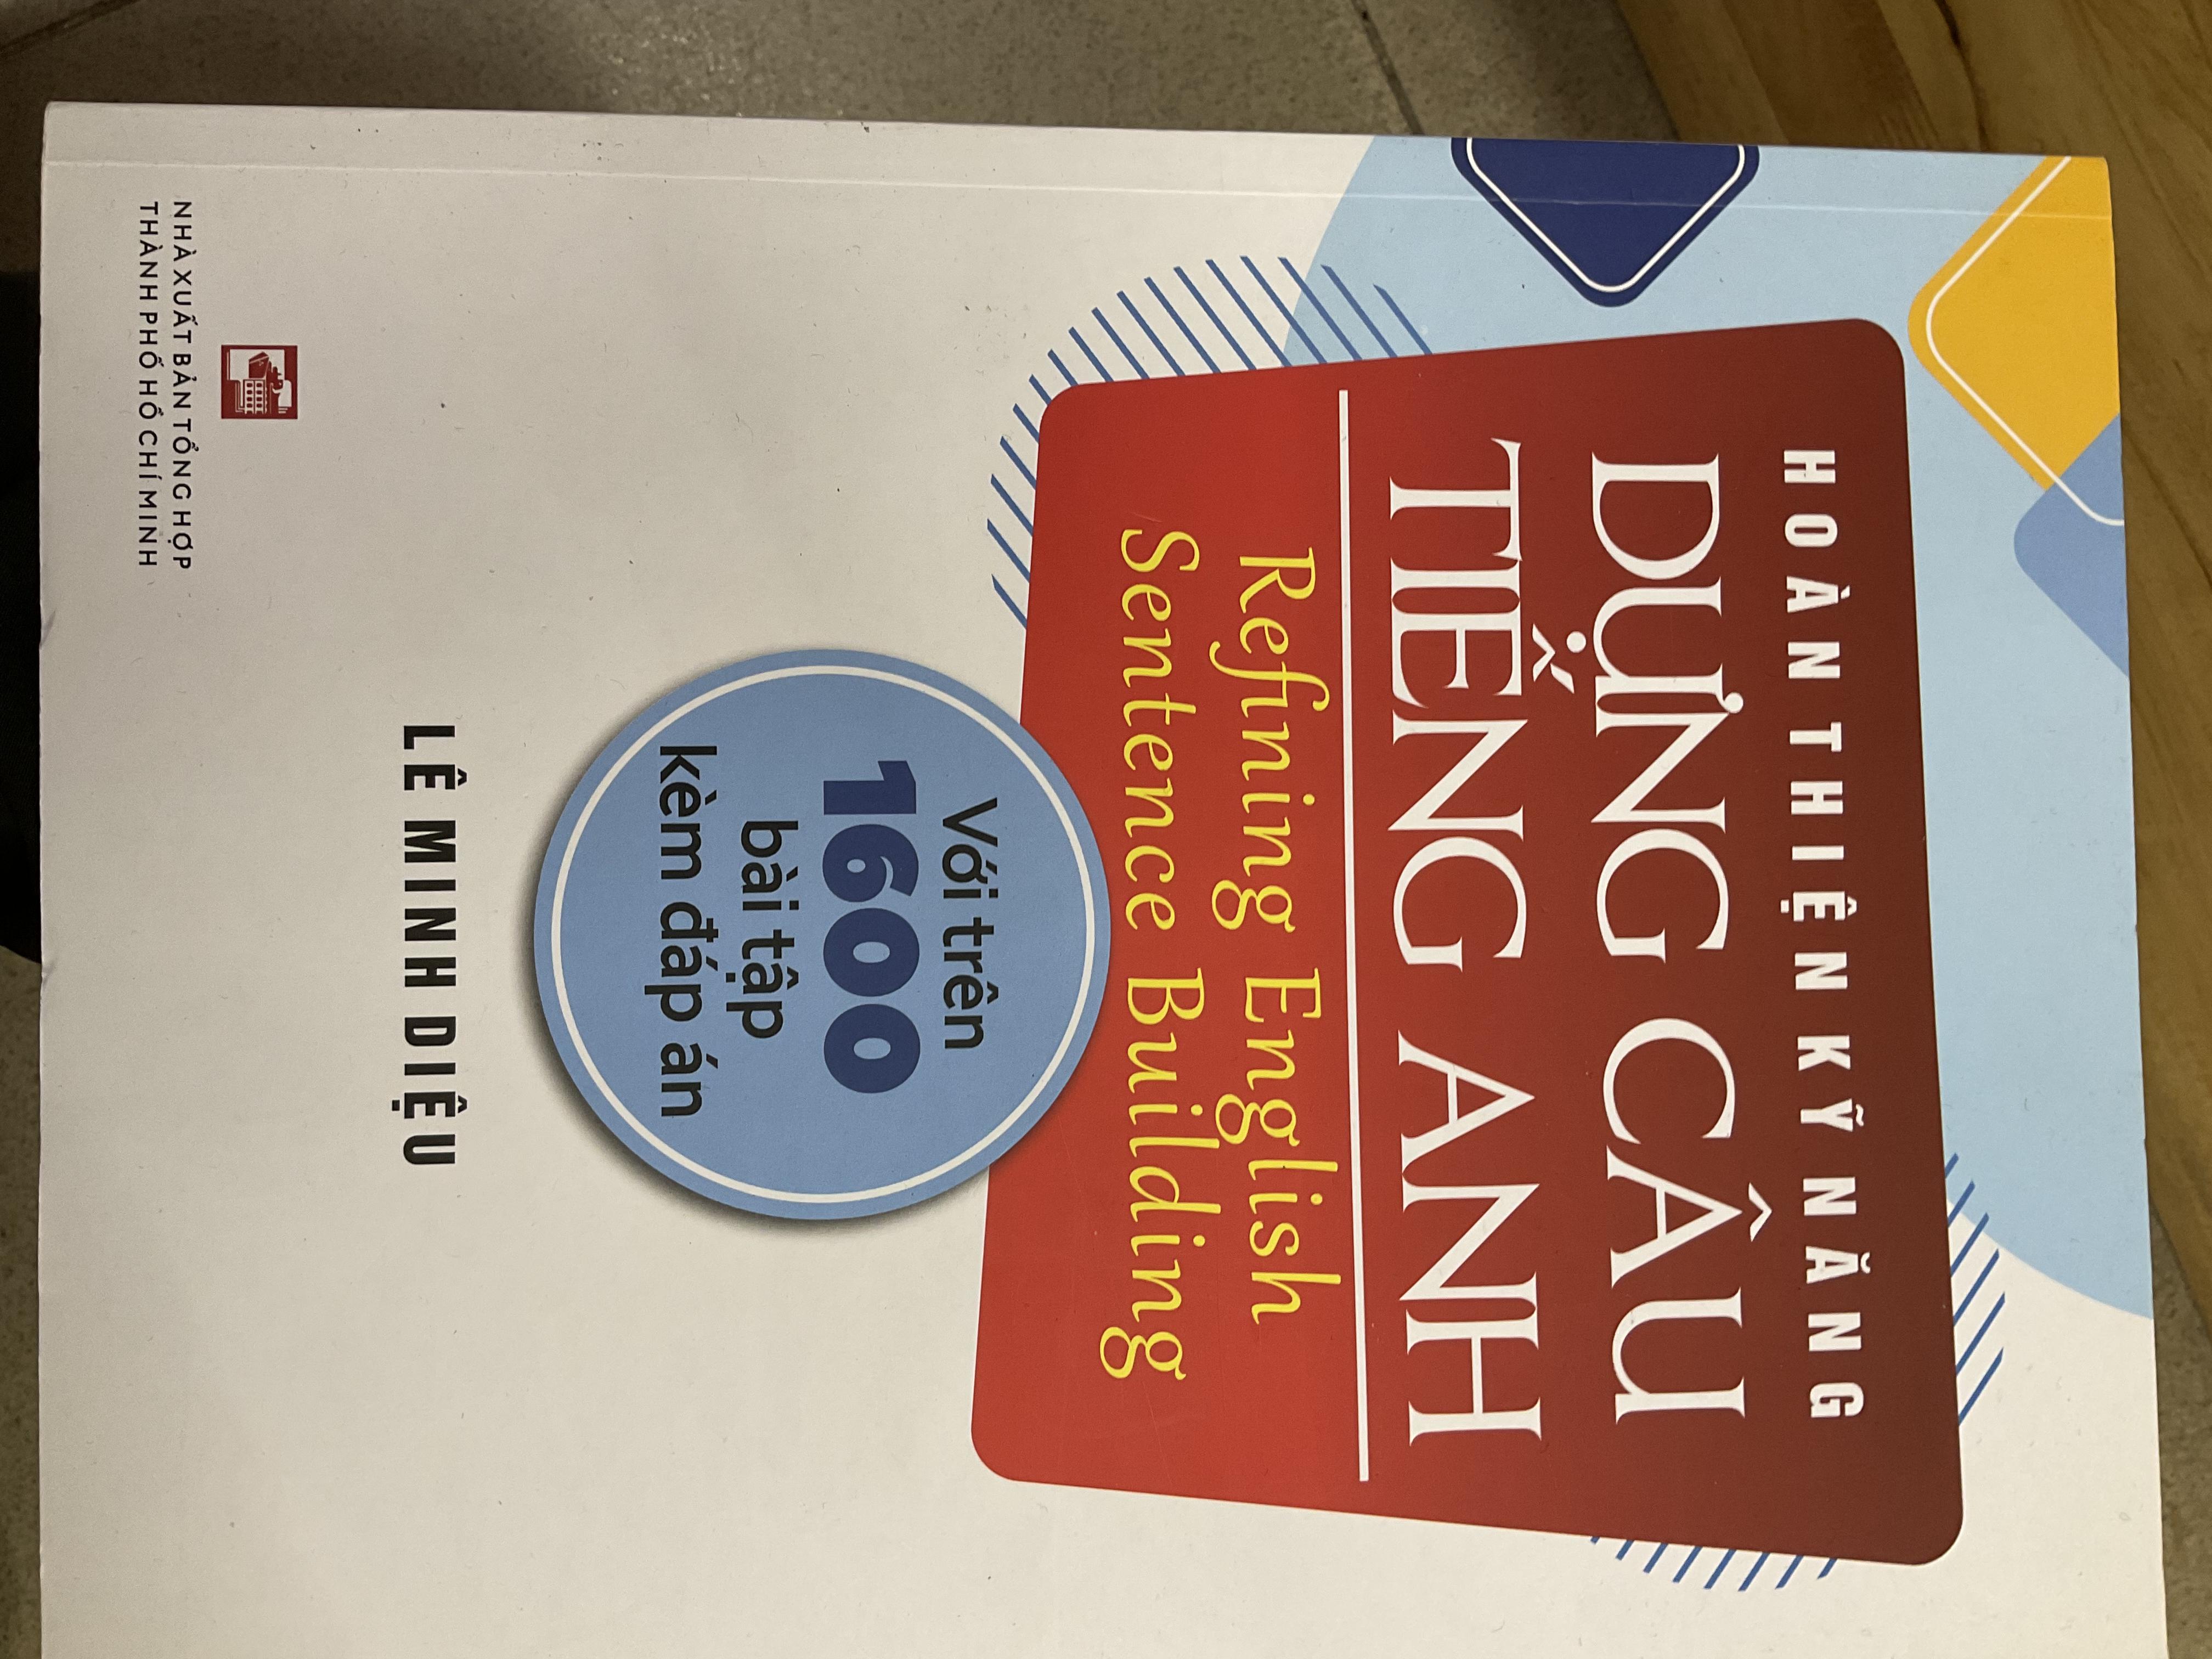 HOÀN THIỆN KỸ NĂNG
DỰNG CÂU
TIẾNG ANH
Refining English
Sentence Building
Với trên
1600
bài tập
kèm đáp án
LÊ MINH DIỆU
NHÀ XUẤT BẢN TỔNG HỢP
THÀNH PHỐ HỒ CHÍ MINH